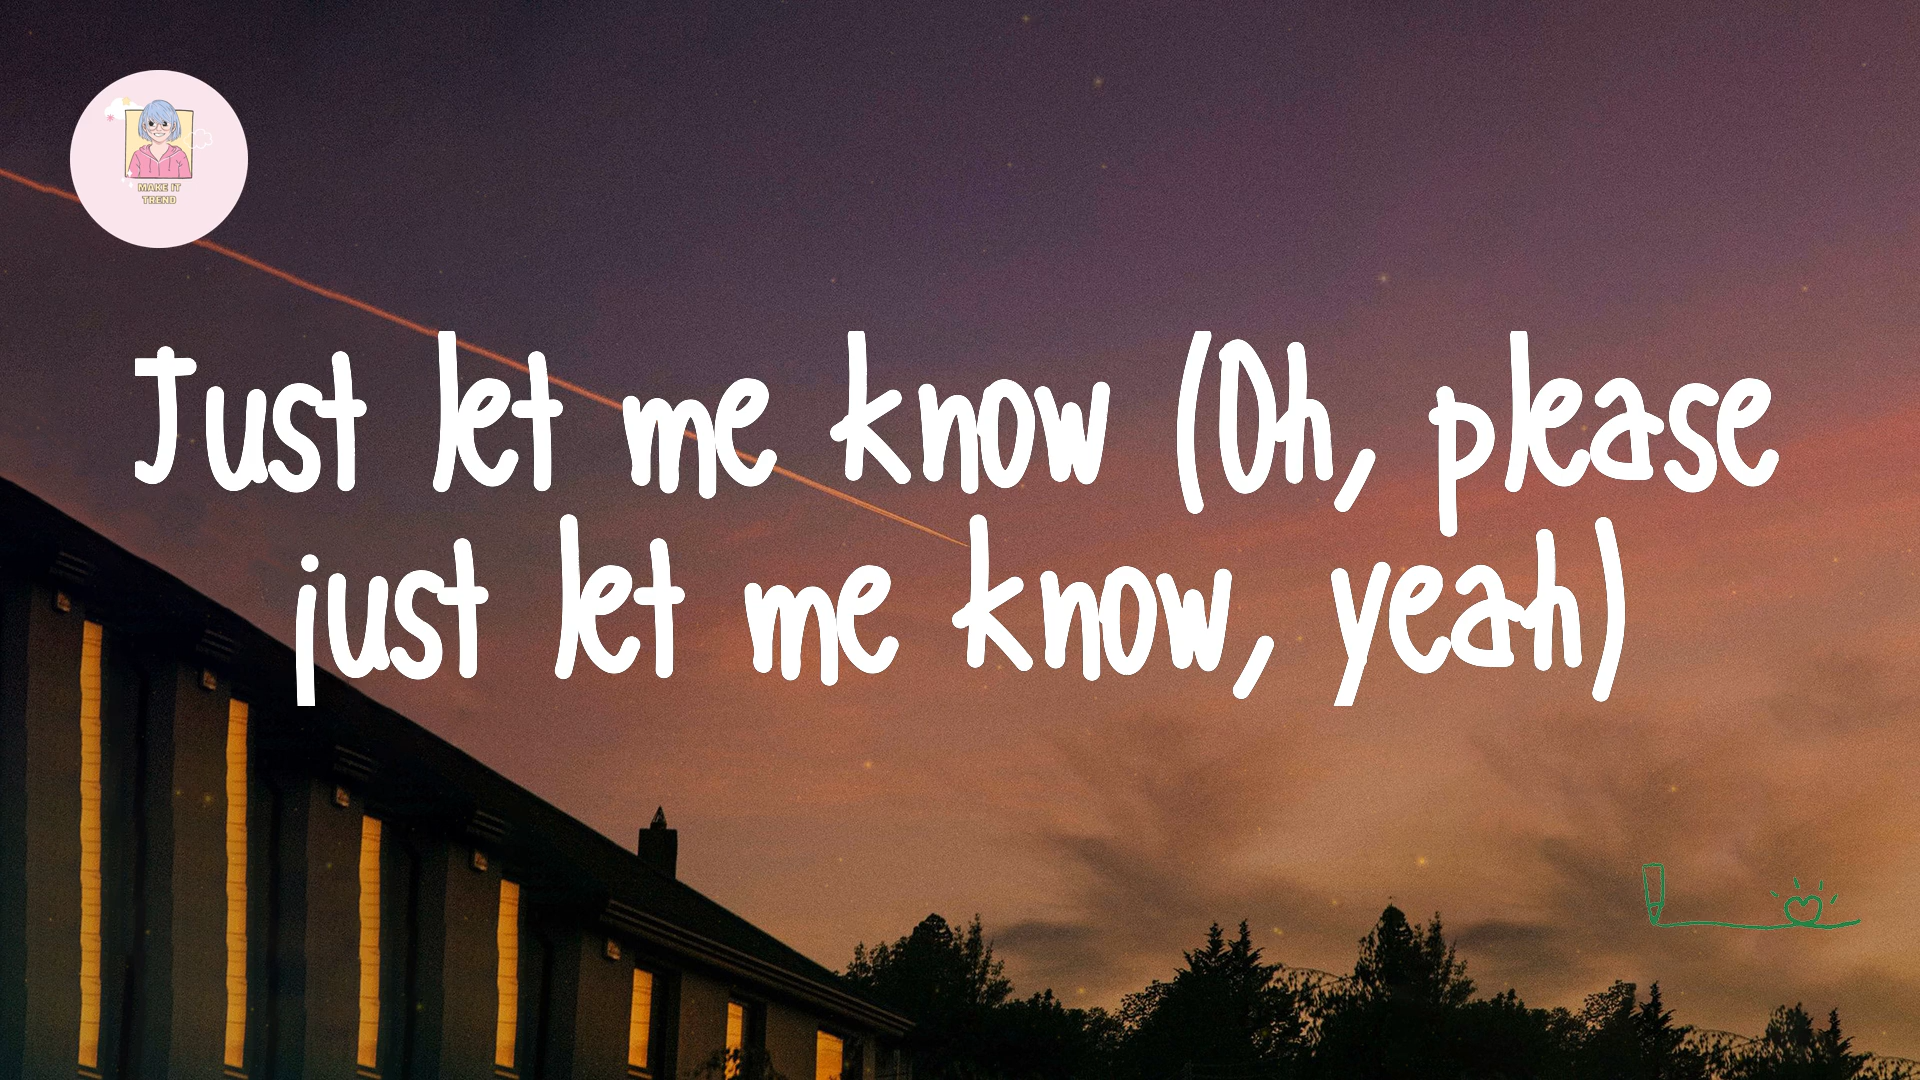 MAKE IT
TREND
Just let me know (Oh, please
just let me know, yeah)